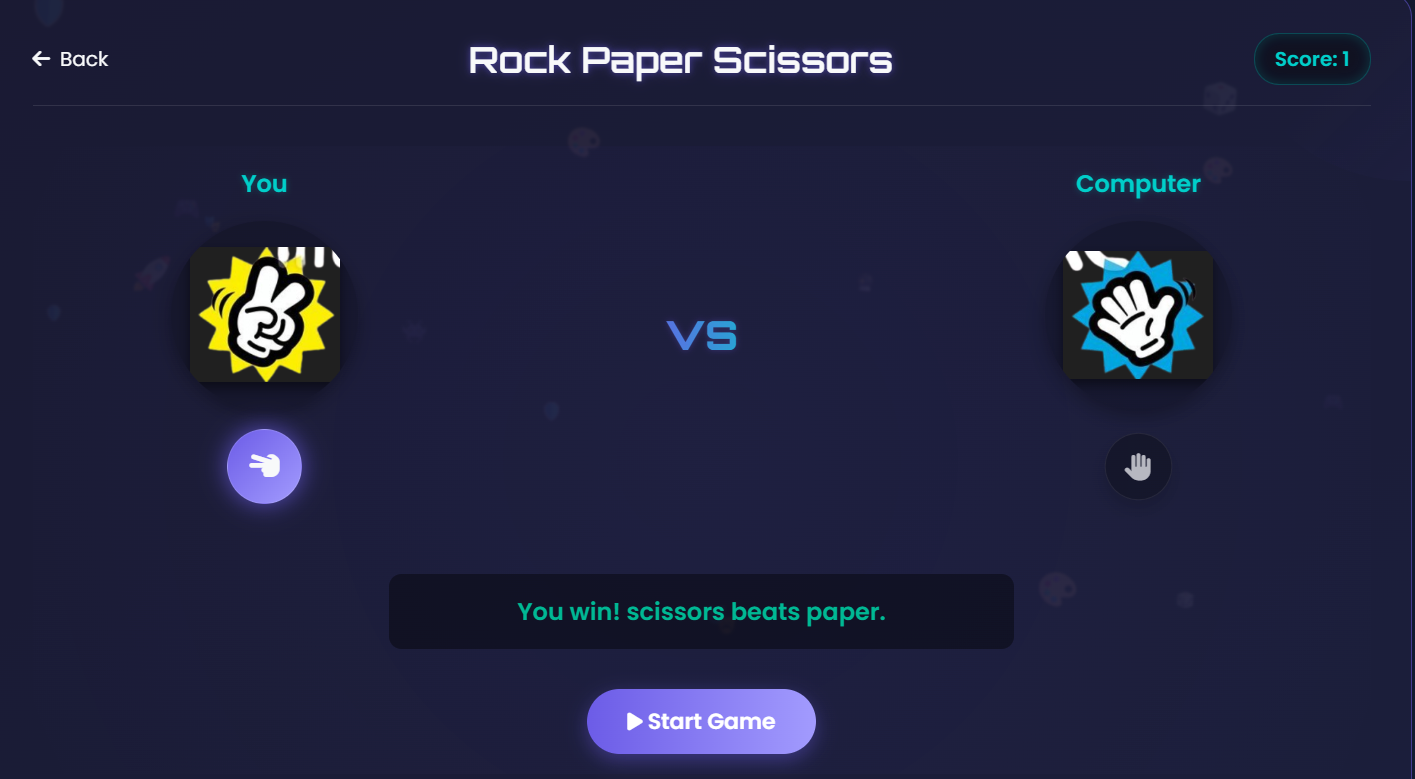 Back
Rock Paper Scissors
Score: 1
You
Computer
VS
You win! scissors beats paper.
Start Game